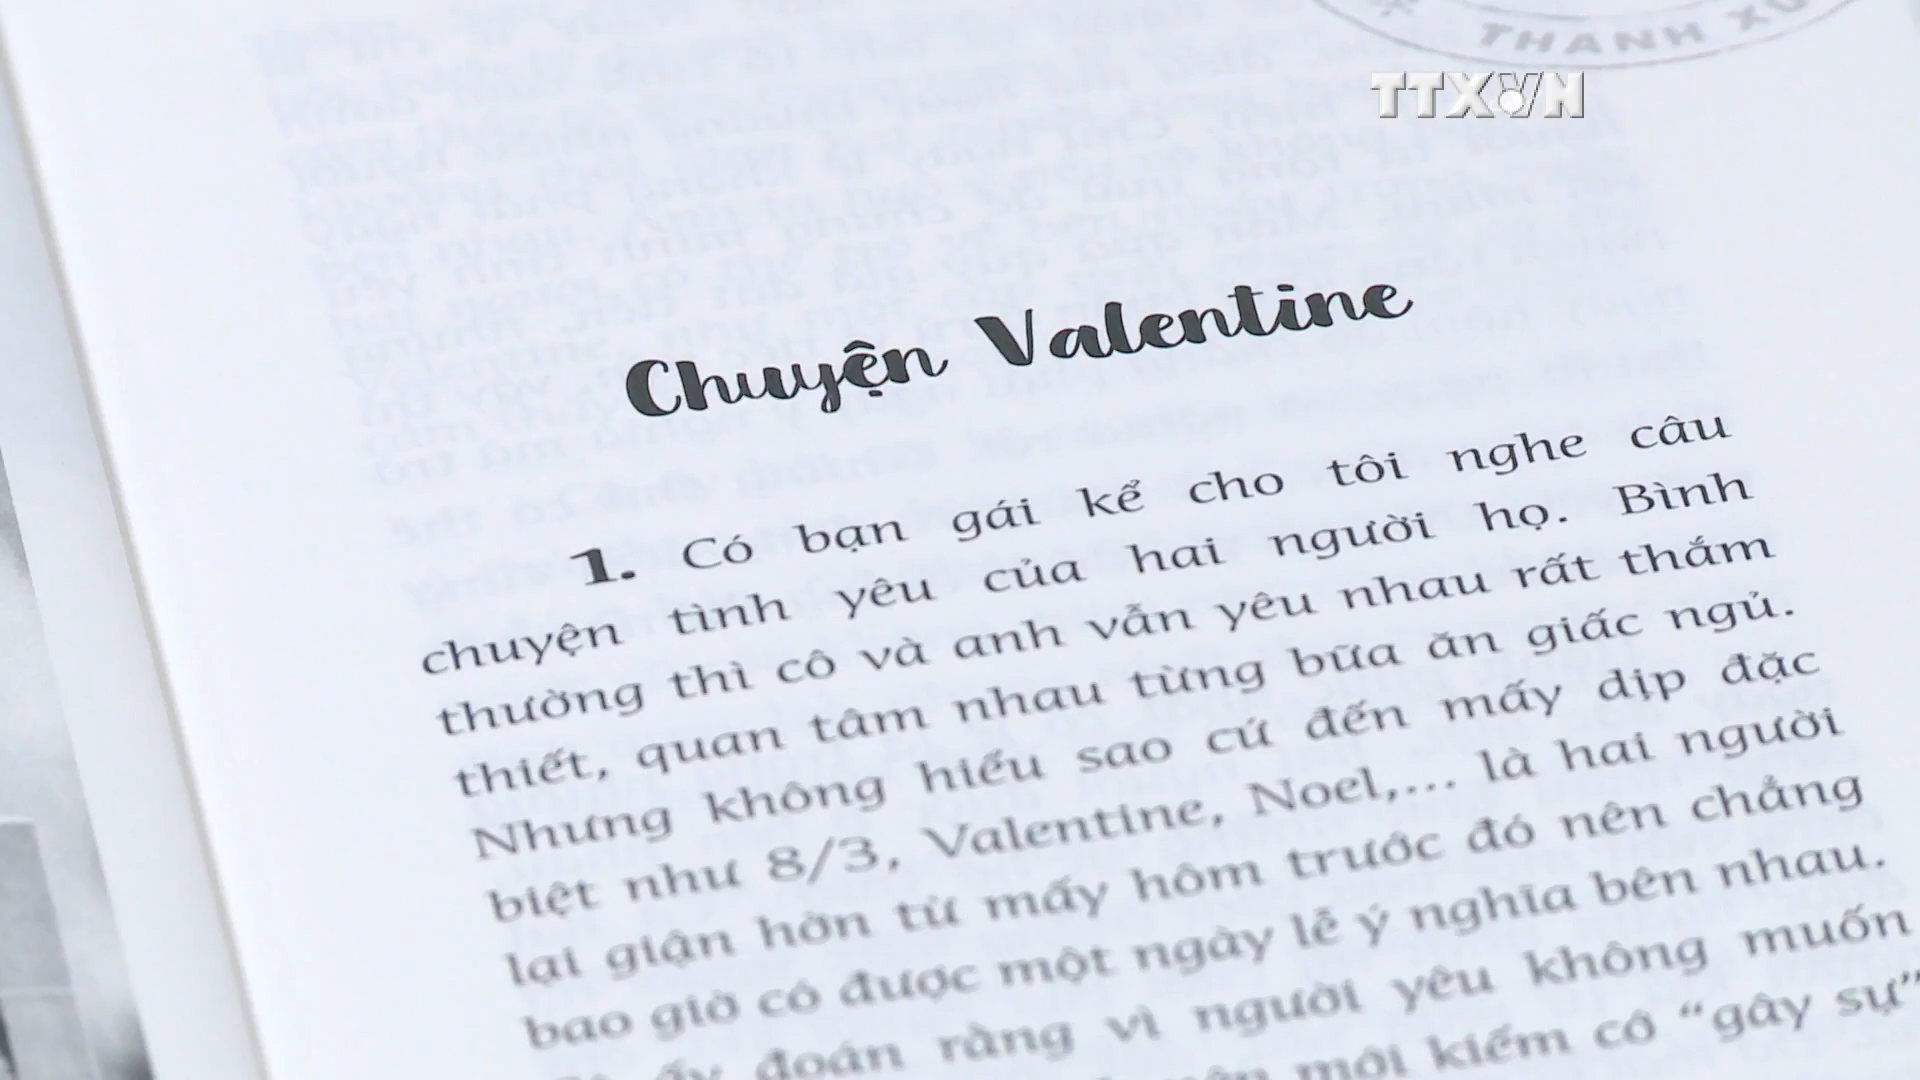 THANH XU
TTXVN
Chuyện Valentine
1. Có bạn gái kể cho tôi nghe câu
chuyện tình yêu của hai người họ. Bình
thường thì cô và anh vẫn yêu nhau rất thắm
thiết, quan tâm nhau từng bữa ăn giấc ngủ.
Nhưng không hiểu sao cứ đến mấy dịp đặc
biệt như 8/3, Valentine, Noel,... là hai người
lại giận hờn từ mấy hôm trước đó nên chẳng
bao giờ có được một ngày lễ ý nghĩa bên nhau.
ấy đoán rằng vì người yêu không muốn
mới kiếm cớ “gây sự”